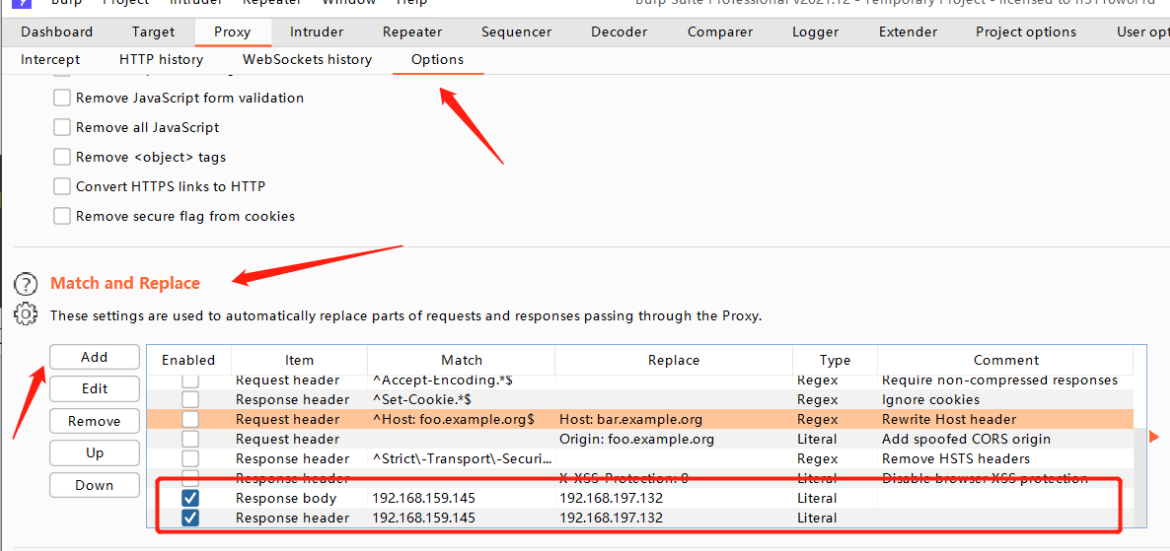 Burp Project Intruder Repeater Window Help Burp Suite Professional v2021.12 - Temporary Project - licensed to
Dashboard Target Proxy Intruder Repeater Sequencer Decoder Comparer Logger Extender Project options User opt
Intercept HTTP history WebSockets history Options
Remove JavaScript form validation
Remove all JavaScript
Remove <object> tags
Convert HTTPS links to HTTP
Remove secure flag from cookies
? Match and Replace
These settings are used to automatically replace parts of requests and responses passing through the Proxy.
Add
Edit
Remove
Up
Down
Enabled Item Match Replace Type Comment
Request header ^Accept-Encoding.*$ Regex Require non-compressed responses
Response header ^Set-Cookie.*$ Regex Ignore cookies
Request header ^Host: foo.example.org$ Host: bar.example.org Regex Rewrite Host header
Request header Origin: foo.example.org Literal Add spoofed CORS origin
Response header ^Strict\-Transport\-Securi... Regex Remove HSTS headers
Response header X-XSS-Protection: 0 Literal Disable browser XSS protection
Response body 192.168.159.145 192.168.197.132 Literal
Response header 192.168.159.145 192.168.197.132 Literal